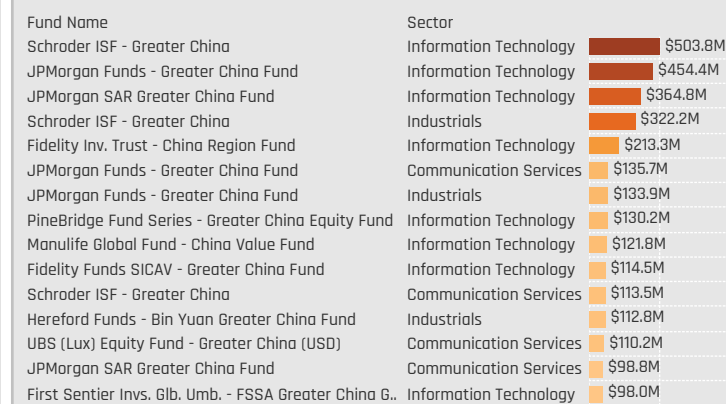 Fund Name Sector
Schroder ISF - Greater China Information Technology $503.8M
JPMorgan Funds - Greater China Fund Information Technology $454.4M
JPMorgan SAR Greater China Fund Information Technology $364.8M
Schroder ISF - Greater China Industrials $322.2M
Fidelity Inv. Trust - China Region Fund Information Technology $213.3M
JPMorgan Funds - Greater China Fund Communication Services $135.7M
JPMorgan Funds - Greater China Fund Industrials $133.9M
PineBridge Fund Series - Greater China Equity Fund Information Technology $130.2M
Manulife Global Fund - China Value Fund Information Technology $121.8M
Fidelity Funds SICAV - Greater China Fund Information Technology $114.5M
Schroder ISF - Greater China Communication Services $113.5M
Hereford Funds - Bin Yuan Greater China Fund Industrials $112.8M
UBS (Lux) Equity Fund - Greater China (USD) Communication Services $110.2M
JPMorgan SAR Greater China Fund Communication Services $98.8M
First Sentier Invs. Glb. Umb. - FSSA Greater China G.. Information Technology $98.0M